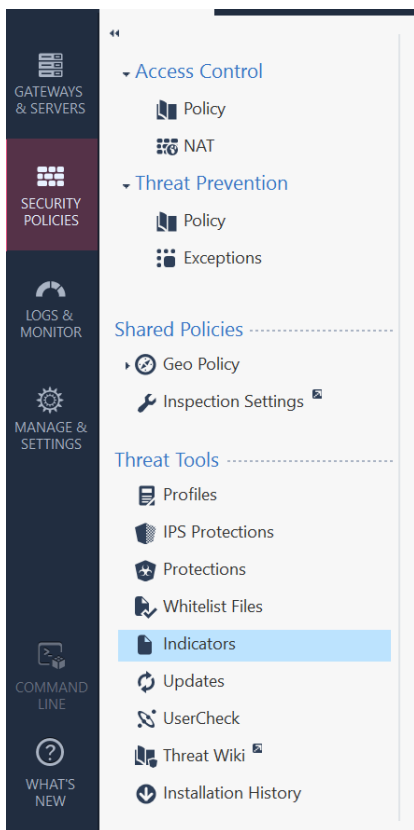 GATEWAYS
& SERVERS
SECURITY
POLICIES
LOGS &
MONITOR
MANAGE &
SETTINGS
COMMAND
LINE
WHAT'S
NEW
Access Control
Policy
NAT
Threat Prevention
Policy
Exceptions
Shared Policies
Geo Policy
Inspection Settings
Threat Tools
Profiles
IPS Protections
Protections
Whitelist Files
Indicators
Updates
UserCheck
Threat Wiki
Installation History